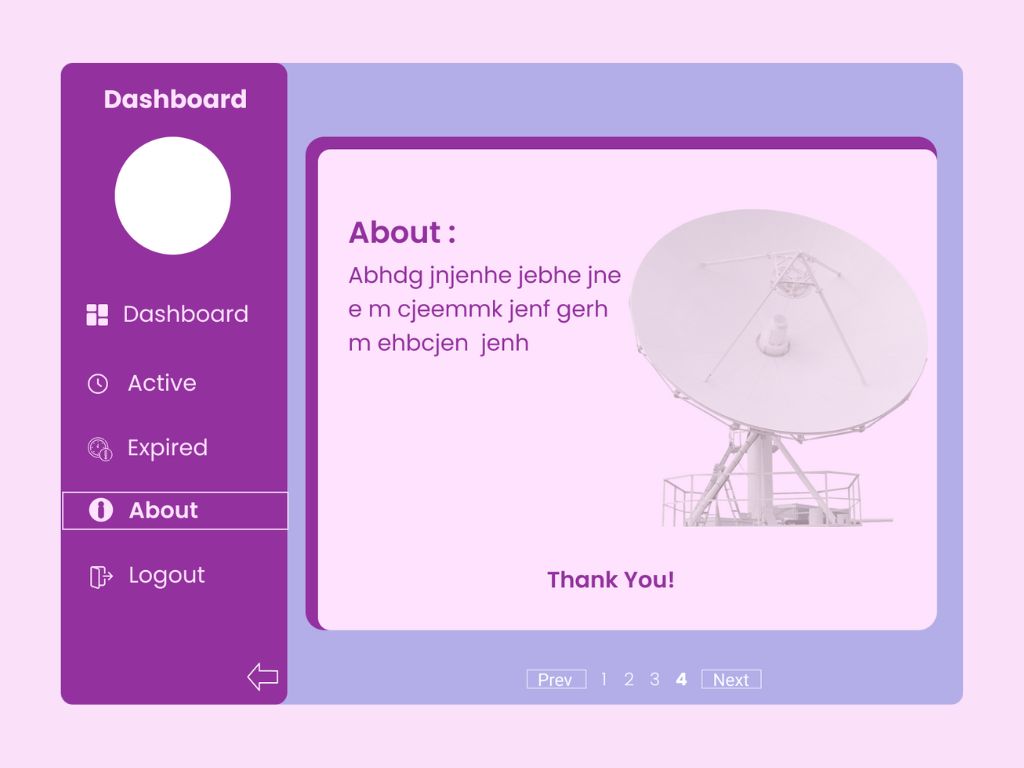 Dashboard
Dashboard
Active
Expired
About
Logout
About :
Abhdg jnjenhe jebhe jne
e m cjeemmk jenf gerh
m ehbcjen  jenh
Thank You!
Prev 1 2 3 4 Next